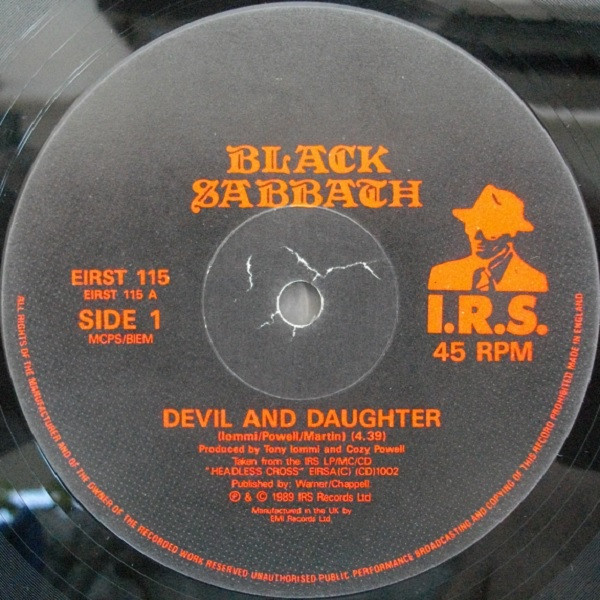 BLACK
SABBATH
EIRST 115
EIRST 115 A
SIDE 1
MCPS/BIEM
I.R.S.
45 RPM
DEVIL AND DAUGHTER
(Iommi/Powell/Martin) (4.39)
Produced by Tony Iommi and Cozy Powell
Taken from the IRS LP/MC/CD
"HEADLESS CROSS" EIRSA(C) (CD)1002
Published by: Warner/Chappell
Ⓟ & © 1989 IRS Records Ltd
Manufactured in the UK by
EMI Records Ltd.
ALL RIGHTS OF THE MANUFACTURER AND OF THE OWNER OF THE RECORDED WORK RESERVED UNAUTHORISED PUBLIC PERFORMANCE BROADCASTING AND COPYING OF THIS RECORD PROHIBITED MADE IN ENGLAND